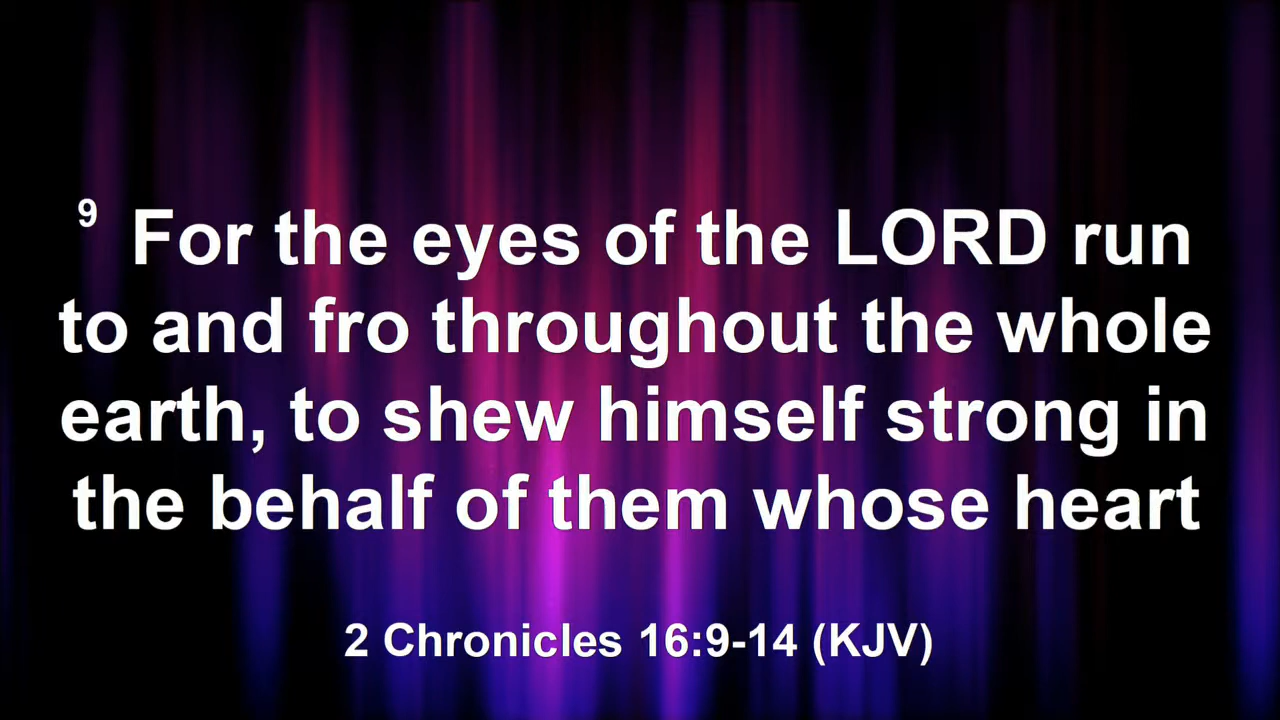 9 For the eyes of the LORD run
to and fro throughout the whole
earth, to shew himself strong in
the behalf of them whose heart
2 Chronicles 16:9-14 (KJV)